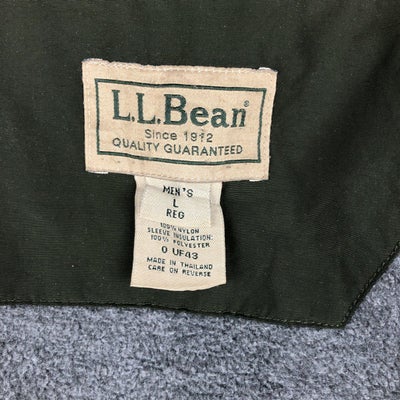 L.L.Bean®
Since 1912
QUALITY GUARANTEED
MEN'S
L
REG
100% NYLON
SLEEVE INSULATION:
100% POLYESTER
0 UF43
MADE IN THAILAND
CARE ON REVERSE